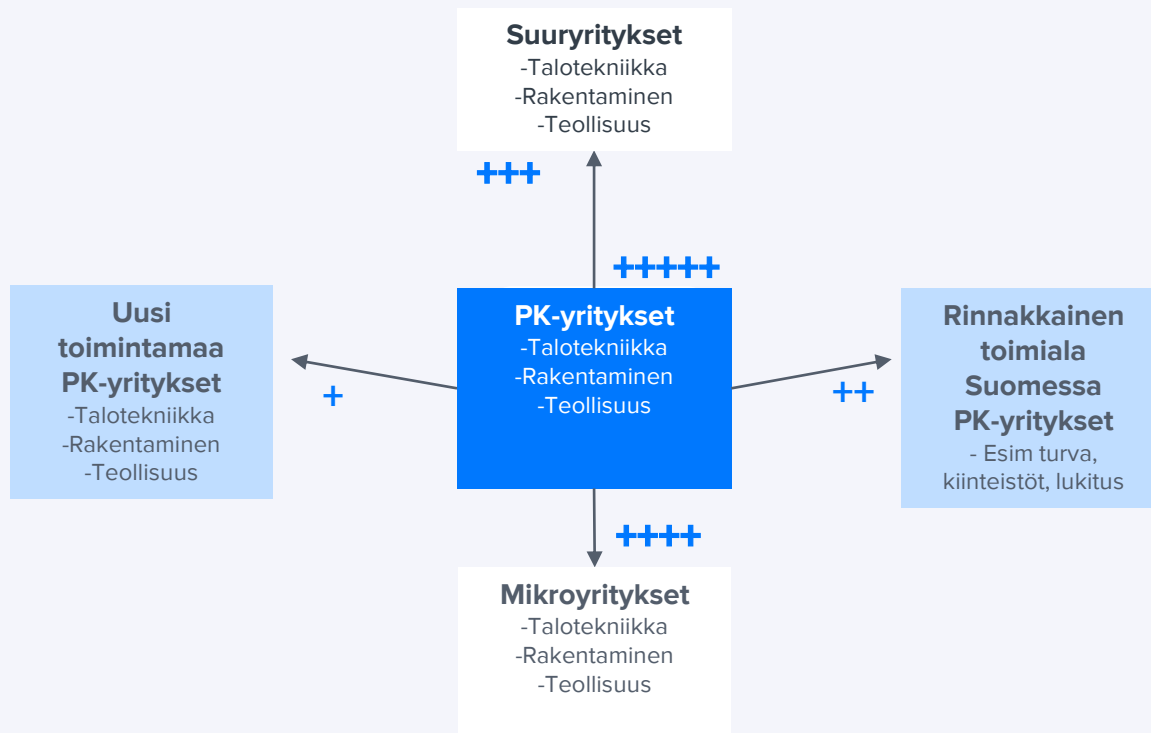 Suuryritykset
-Talotekniikka
-Rakentaminen
-Teollisuus
+++
+++++
Uusi
toimintamaa
PK-yritykset
-Talotekniikka
-Rakentaminen
-Teollisuus
+
PK-yritykset
-Talotekniikka
-Rakentaminen
-Teollisuus
++
Rinnakkainen
toimiala
Suomessa
PK-yritykset
- Esim turva,
kiinteistöt, lukitus
++++
Mikroyritykset
-Talotekniikka
-Rakentaminen
-Teollisuus